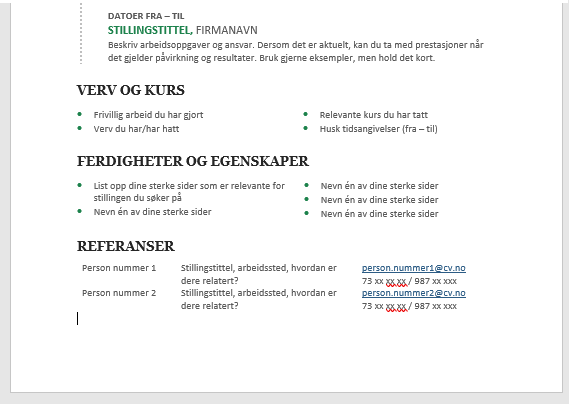 DATOER FRA – TIL
STILLINGSTITTEL, FIRMANAVN
Beskriv arbeidsoppgaver og ansvar. Dersom det er aktuelt, kan du ta med prestasjoner når
det gjelder påvirkning og resultater. Bruk gjerne eksempler, men hold det kort.
VERV OG KURS
• Frivillig arbeid du har gjort
• Verv du har/har hatt
• Relevante kurs du har tatt
• Husk tidsangivelser (fra – til)
FERDIGHETER OG EGENSKAPER
• List opp dine sterke sider som er relevante for
stillingen du søker på
• Nevn én av dine sterke sider
• Nevn én av dine sterke sider
• Nevn én av dine sterke sider
• Nevn én av dine sterke sider
REFERANSER
Person nummer 1 Stillingstittel, arbeidssted, hvordan er person.nummer1@cv.no
dere relatert? 73 xx xx xx / 987 xx xxx
Person nummer 2 Stillingstittel, arbeidssted, hvordan er person.nummer2@cv.no
dere relatert? 73 xx xx xx / 987 xx xxx